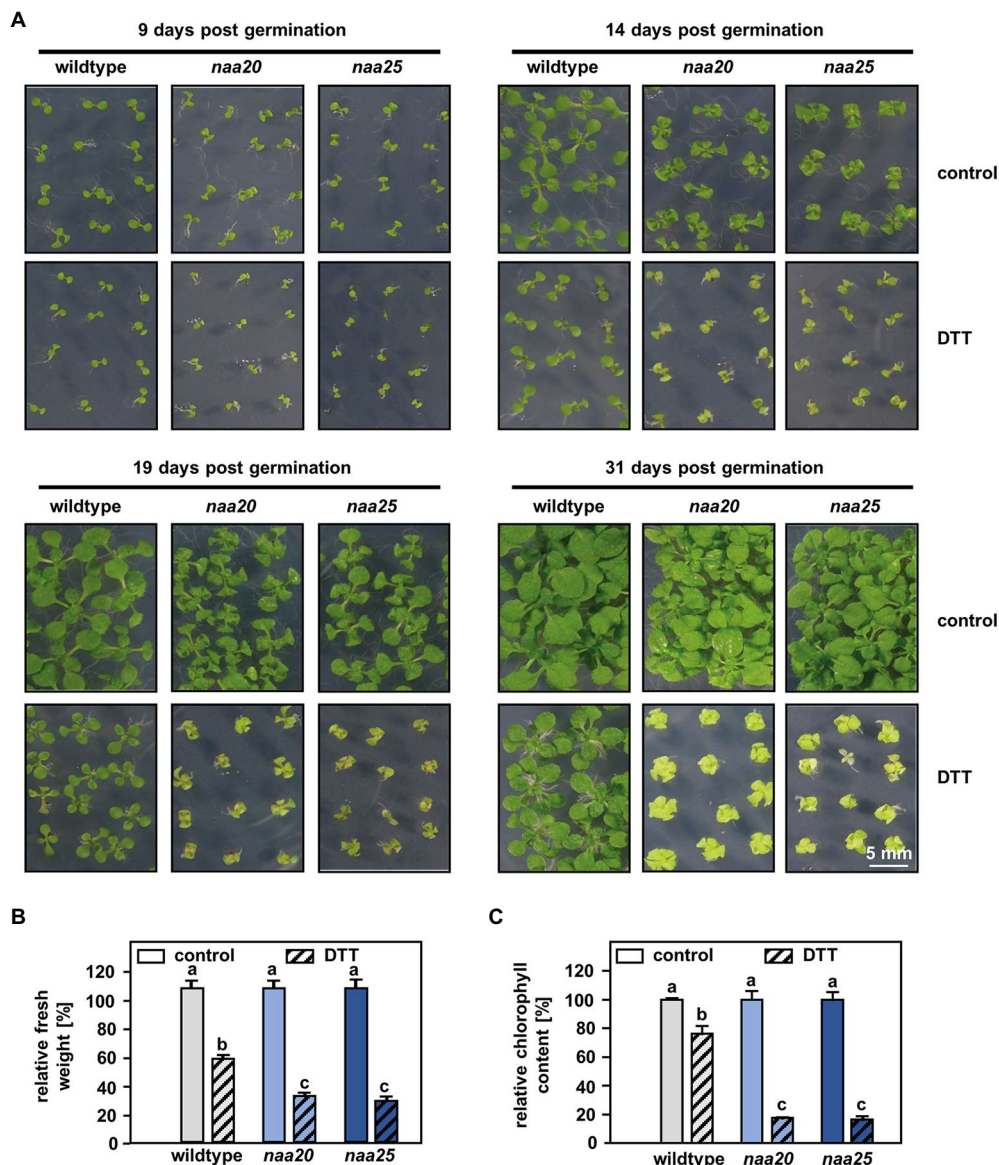 A
9 days post germination
wildtype naa20 naa25
14 days post germination
wildtype naa20 naa25
control
DTT
19 days post germination
wildtype naa20 naa25
31 days post germination
wildtype naa20 naa25
control
DTT
5 mm
B
control DTT
relative fresh
weight [%]
120
100
80
60
40
20
0
a
b
a
c
a
c
wildtype naa20 naa25
C
control DTT
relative chlorophyll
content [%]
120
100
80
60
40
20
0
a
b
a
c
a
c
wildtype naa20 naa25